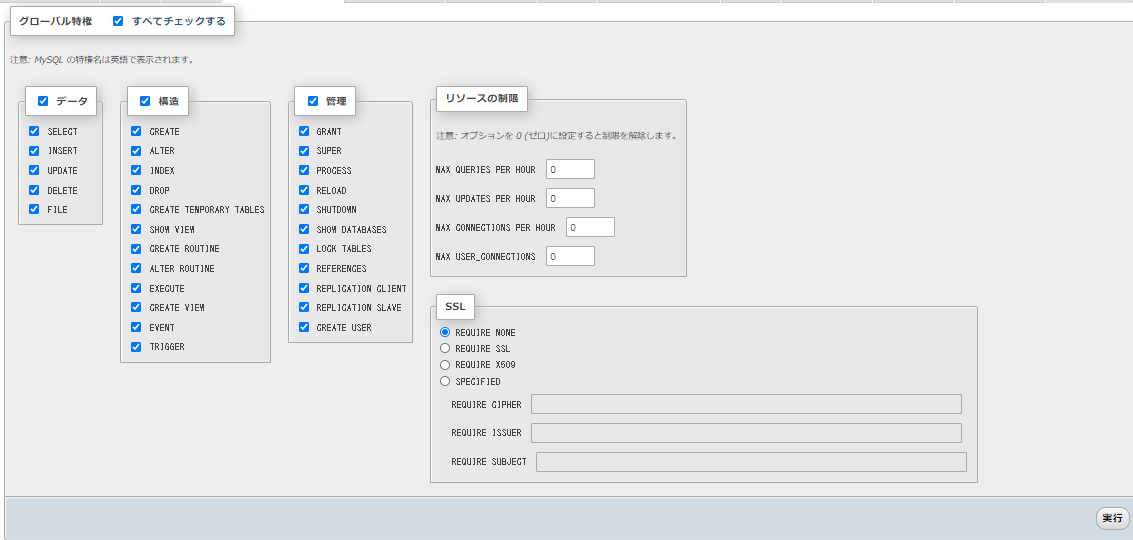 グローバル特権 すべてチェックする
注意: MySQL の特権名は英語で表示されます。
データ
SELECT
INSERT
UPDATE
DELETE
FILE
構造
CREATE
ALTER
INDEX
DROP
CREATE TEMPORARY TABLES
SHOW VIEW
CREATE ROUTINE
ALTER ROUTINE
EXECUTE
CREATE VIEW
EVENT
TRIGGER
管理
GRANT
SUPER
PROCESS
RELOAD
SHUTDOWN
SHOW DATABASES
LOCK TABLES
REFERENCES
REPLICATION CLIENT
REPLICATION SLAVE
CREATE USER
リソースの制限
注意: オプションを 0 (ゼロ)に設定すると制限を解除します。
MAX QUERIES PER HOUR 0
MAX UPDATES PER HOUR 0
MAX CONNECTIONS PER HOUR 0
MAX USER_CONNECTIONS 0
SSL
REQUIRE NONE
REQUIRE SSL
REQUIRE X509
SPECIFIED
REQUIRE CIPHER
REQUIRE ISSUER
REQUIRE SUBJECT
実行